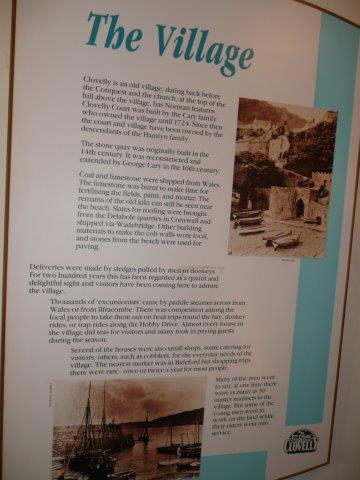 The Village
Clovelly is an old village, dating back before
the Conquest and the church, at the top of the
hill above the village, has Norman features.
Clovelly Court was built by the Cary family
who owned the village until 1724. Since then
the court and village have been owned by the
descendants of the Hamlyn family.
The stone quay was originally built in the
14th century. It was reconstructed and
extended by George Cary in the 16th century.
Coal and limestone were shipped from Wales.
The limestone was burnt to make lime for
fertilising the fields, paint, and mortar. The
remains of the old kiln can still be seen near
the beach. Slates for roofing were brought
from the Delabole quarries in Cornwall and
shipped via Wadebridge. Other building
materials to make the cob walls were local,
and stones from the beach were used for
paving.
Deliveries were made by sledges pulled by men or donkeys.
For two hundred years this has been regarded as a quaint and
delightful sight and visitors have been coming here to admire
the village.
Thousands of 'excursionists' came by paddle steamer across from
Wales or from Ilfracombe. There was competition among the
local people to take them out on boat trips round the bay, donkey
rides, or trap rides along the Hobby Drive. Almost every house in
the village did teas for visitors and many took in paying guests
during the season.
Several of the houses were also small shops, some catering for
visitors, others, such as cobblers, for the everyday needs of the
village. The nearest market was in Bideford but shopping trips
there were rare - once or twice a year for most people.
Many of the men went
to sea, at one time there
were as many as 50
master mariners in the
village. But some of the
young men went to
work on the land while
their sisters went into
service.
CLOVELLY